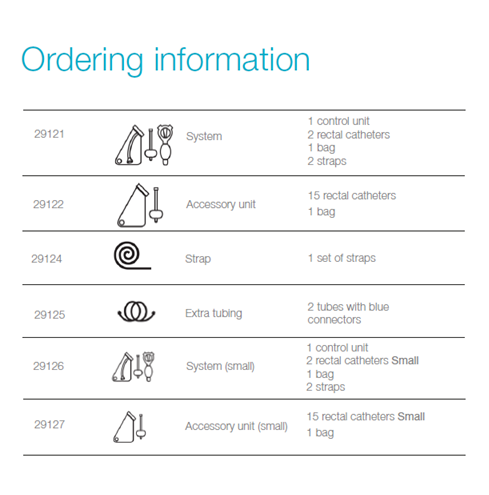 Ordering information
29121 System 1 control unit
2 rectal catheters
1 bag
2 straps
29122 Accessory unit 15 rectal catheters
1 bag
29124 Strap 1 set of straps
29125 Extra tubing 2 tubes with blue
connectors
29126 System (small) 1 control unit
2 rectal catheters Small
1 bag
2 straps
29127 Accessory unit (small) 15 rectal catheters Small
1 bag